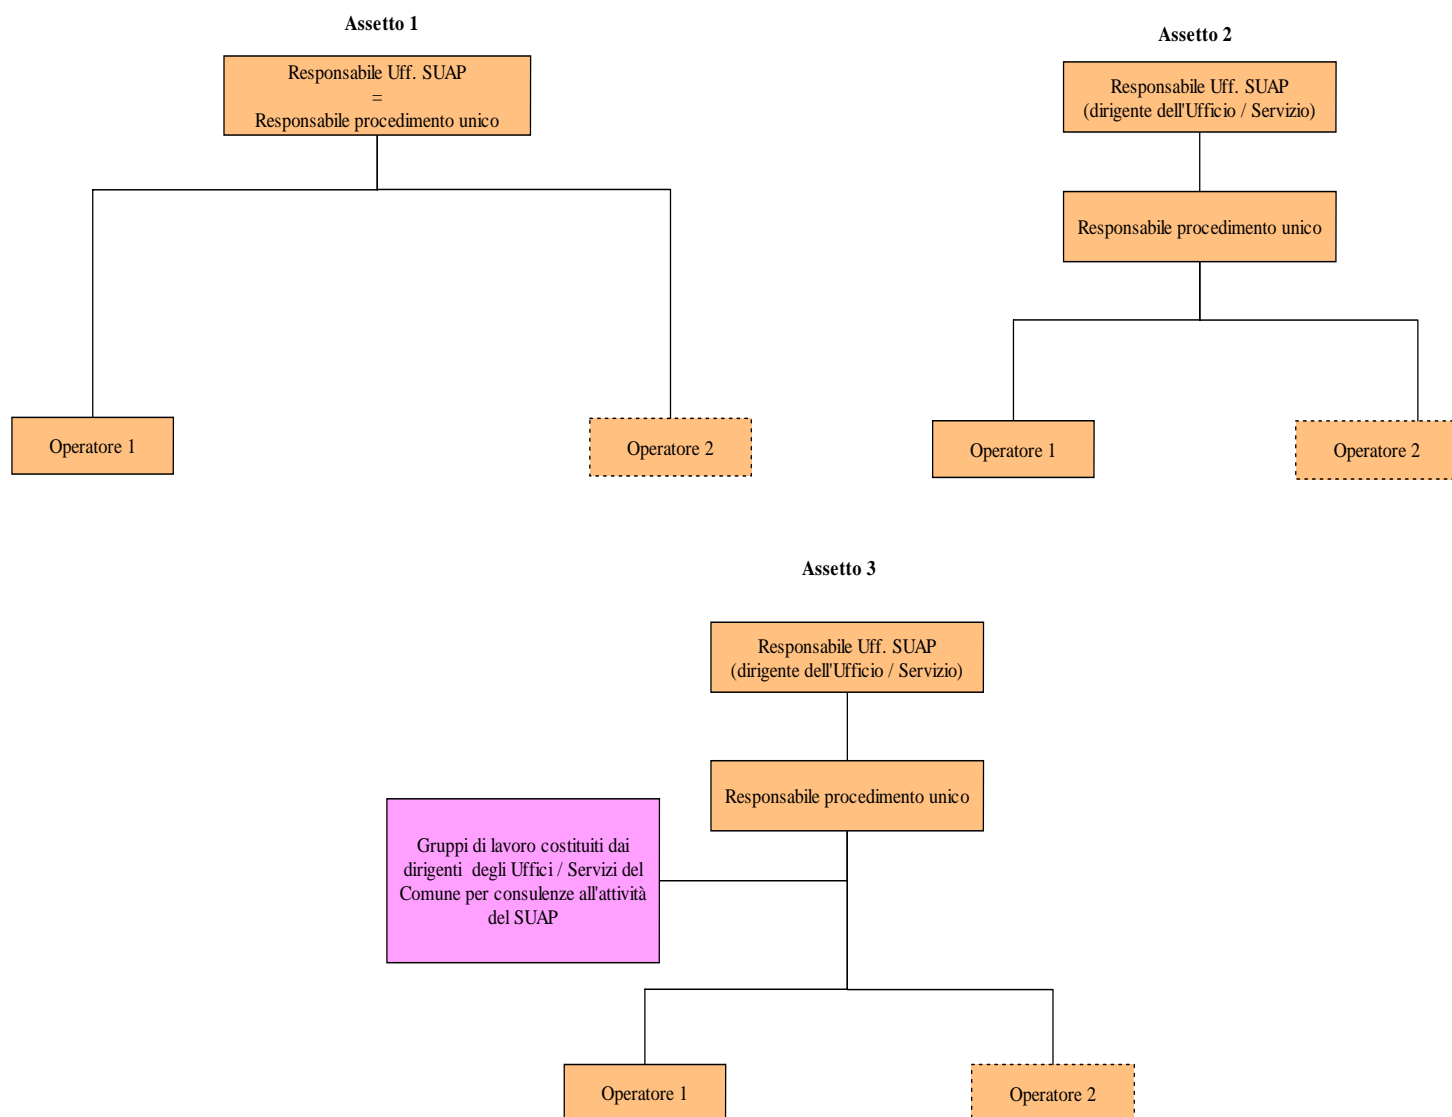 Assetto 1
Responsabile Uff. SUAP
=
Responsabile procedimento unico
Operatore 1
Operatore 2
Assetto 2
Responsabile Uff. SUAP
(dirigente dell'Ufficio / Servizio)
Responsabile procedimento unico
Operatore 1
Operatore 2
Assetto 3
Responsabile Uff. SUAP
(dirigente dell'Ufficio / Servizio)
Responsabile procedimento unico
Gruppi di lavoro costituiti dai
dirigenti degli Uffici / Servizi del
Comune per consulenze all'attività
del SUAP
Operatore 1
Operatore 2